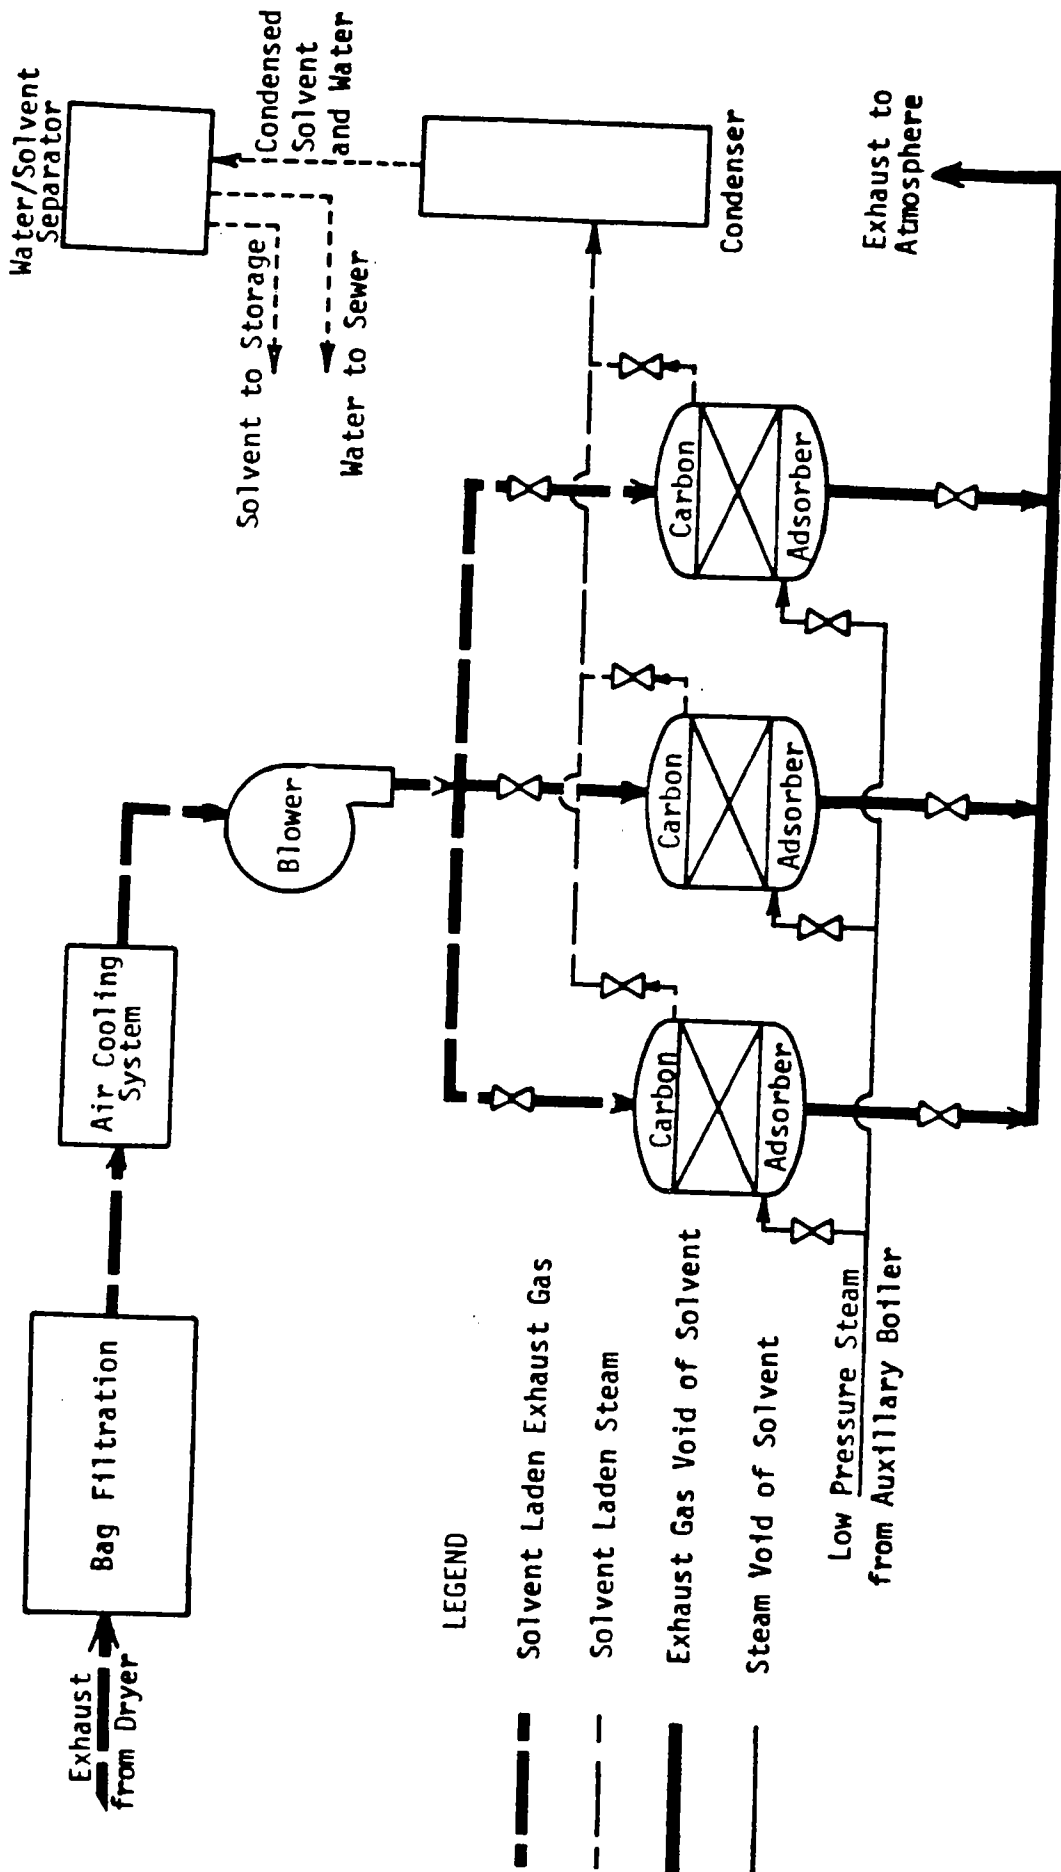 Exhaust
from Dryer
Bag Filtration
Air Cooling
System
Blower
Water/Solvent
Separator
Condensed
Solvent
and Water
Solvent to Storage
Water to Sewer
Condenser
Exhaust to
Atmosphere
Carbon
Adsorber
Carbon
Adsorber
Carbon
Adsorber
LEGEND
Solvent Laden Exhaust Gas
Solvent Laden Steam
Exhaust Gas Void of Solvent
Steam Void of Solvent
Low Pressure Steam
from Auxillary Boiler